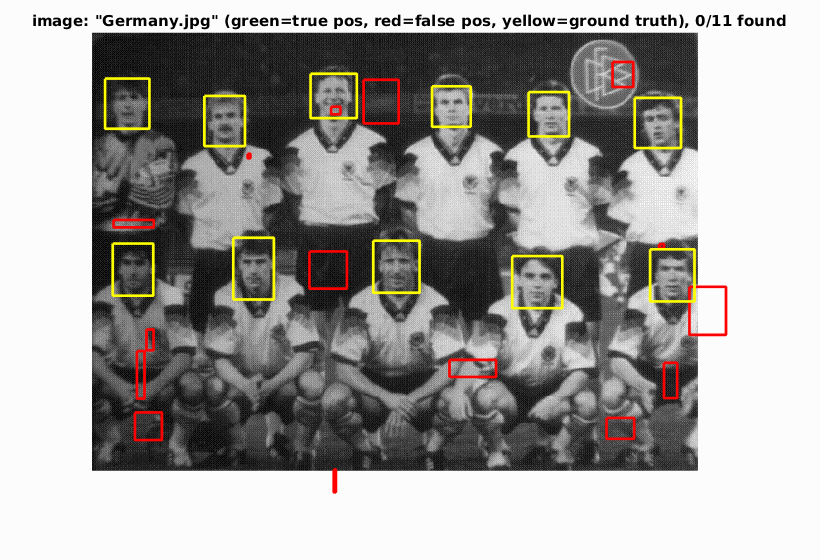 image: "Germany.jpg" (green=true pos, red=false pos, yellow=ground truth), 0/11 found